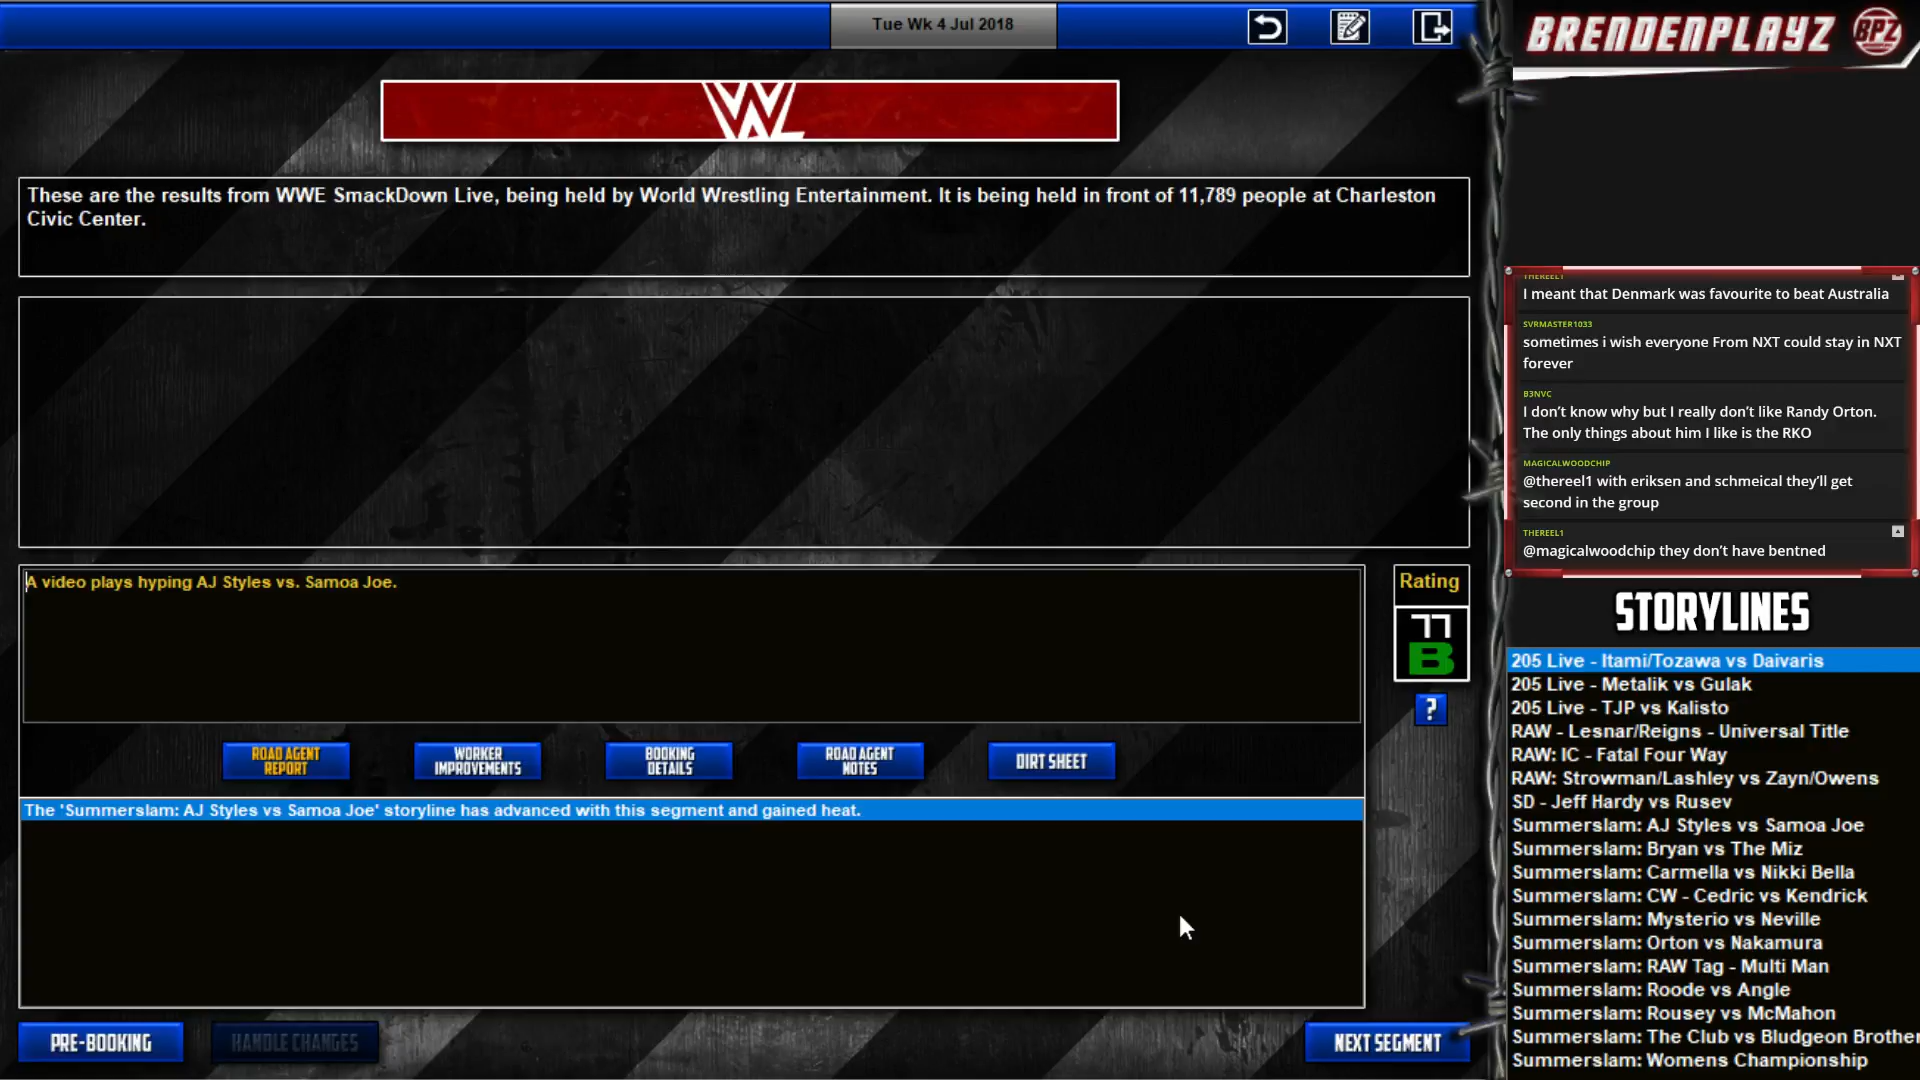 Tue Wk 4 Jul 2018
BRENDENPLAYZ
BPZ
These are the results from WWE SmackDown Live, being held by World Wrestling Entertainment. It is being held in front of 11,789 people at Charleston
Civic Center.
THEREEL1
I meant that Denmark was favourite to beat Australia
SVRMASTER1033
sometimes i wish everyone From NXT could stay in NXT
forever
B3NVC
I don't know why but I really don't like Randy Orton.
The only things about him I like is the RKO
MAGICALWOODCHIP
@thereel1 with eriksen and schmeical they'll get
second in the group
THEREEL1
@magicalwoodchip they don't have bentned
A video plays hyping AJ Styles vs. Samoa Joe.
Rating
77
B
?
ROAD AGENT
REPORT
WORKER
IMPROVEMENTS
BOOKING
DETAILS
ROAD AGENT
NOTES
DIRT SHEET
The 'Summerslam: AJ Styles vs Samoa Joe' storyline has advanced with this segment and gained heat.
PRE-BOOKING
HANDLE CHANGES
NEXT SEGMENT
STORYLINES
205 Live - Itami/Tozawa vs Daivaris
205 Live - Metalik vs Gulak
205 Live - TJP vs Kalisto
RAW - Lesnar/Reigns - Universal Title
RAW: IC - Fatal Four Way
RAW: Strowman/Lashley vs Zayn/Owens
SD - Jeff Hardy vs Rusev
Summerslam: AJ Styles vs Samoa Joe
Summerslam: Bryan vs The Miz
Summerslam: Carmella vs Nikki Bella
Summerslam: CW - Cedric vs Kendrick
Summerslam: Mysterio vs Neville
Summerslam: Orton vs Nakamura
Summerslam: RAW Tag - Multi Man
Summerslam: Roode vs Angle
Summerslam: Rousey vs McMahon
Summerslam: The Club vs Bludgeon Brother
Summerslam: Womens Championship